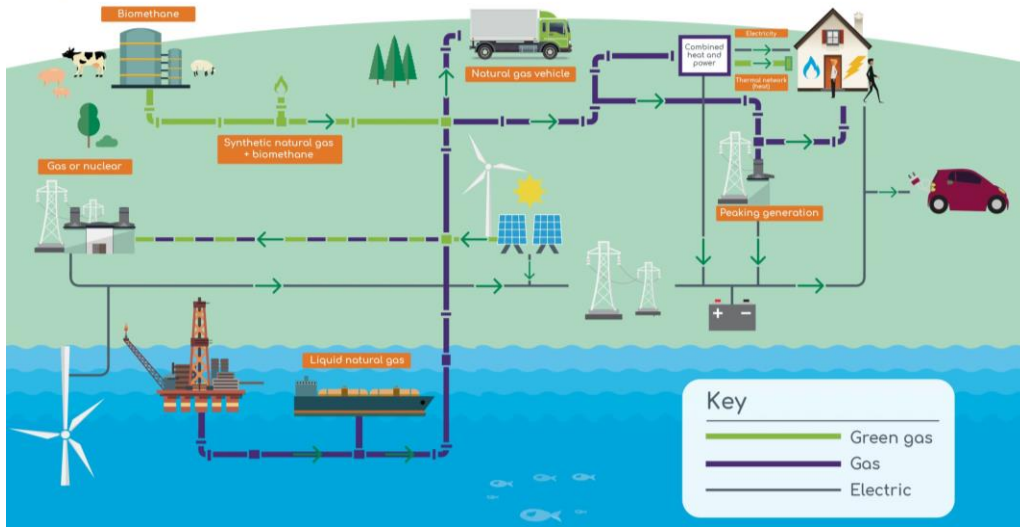 Biomethane
Natural gas vehicle
Combined
heat and
power
Electricity
Thermal network
(heat)
Synthetic natural gas
+ biomethane
Gas or nuclear
Peaking generation
+ −
Liquid natural gas
Key
Green gas
Gas
Electric